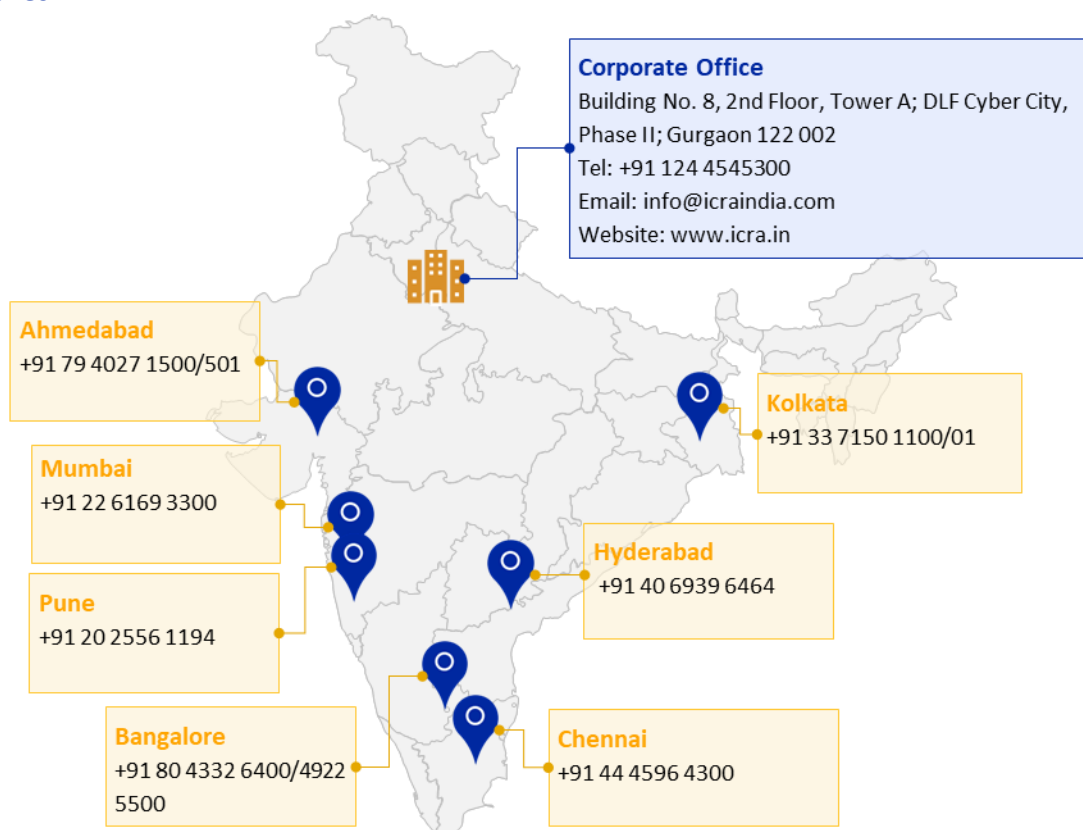 Corporate Office
Building No. 8, 2nd Floor, Tower A; DLF Cyber City,
Phase II; Gurgaon 122 002
Tel: +91 124 4545300
Email: info@icraindia.com
Website: www.icra.in
Ahmedabad
+91 79 4027 1500/501
Kolkata
+91 33 7150 1100/01
Mumbai
+91 22 6169 3300
Hyderabad
+91 40 6939 6464
Pune
+91 20 2556 1194
Bangalore
+91 80 4332 6400/4922
5500
Chennai
+91 44 4596 4300